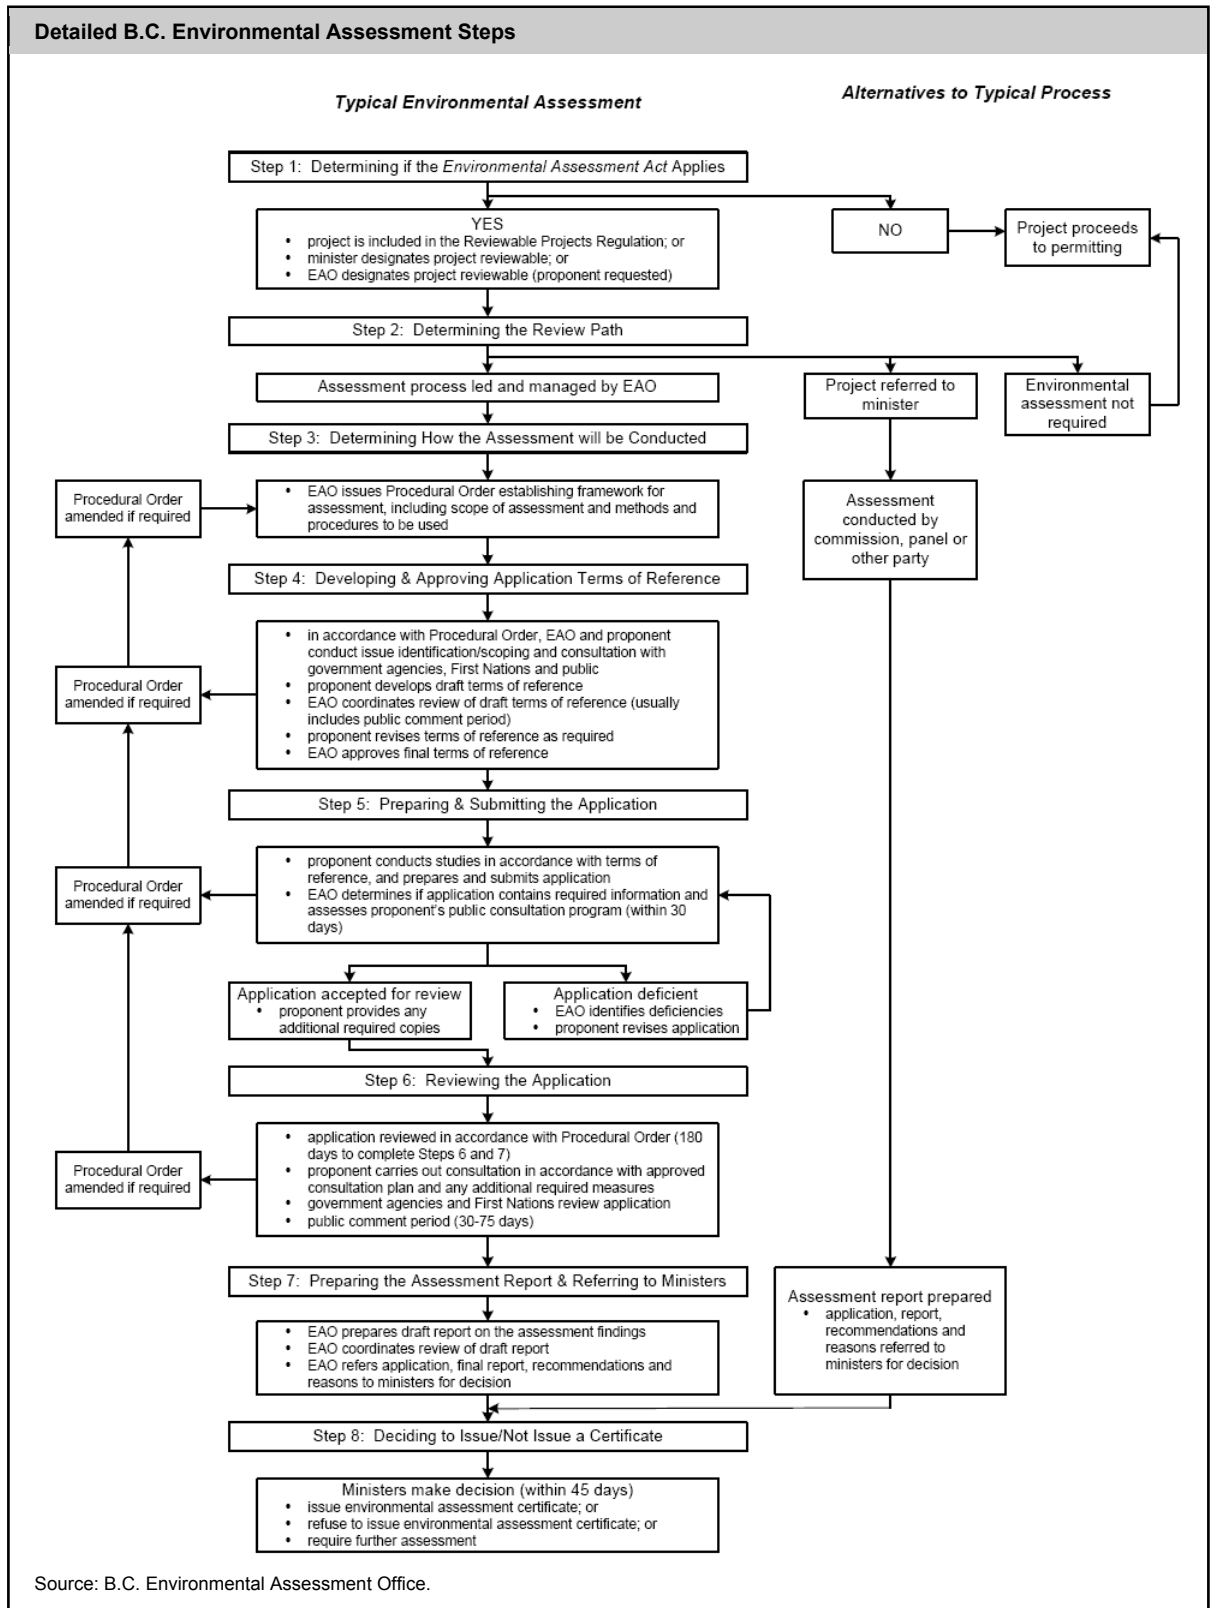 Detailed B.C. Environmental Assessment Steps
Typical Environmental Assessment
Alternatives to Typical Process
Step 1: Determining if the Environmental Assessment Act Applies
YES
• project is included in the Reviewable Projects Regulation; or
• minister designates project reviewable; or
• EAO designates project reviewable (proponent requested)
NO
Project proceeds
to permitting
Step 2: Determining the Review Path
Assessment process led and managed by EAO
Project referred to
minister
Environmental
assessment not
required
Step 3: Determining How the Assessment will be Conducted
Procedural Order
amended if required
• EAO issues Procedural Order establishing framework for
assessment, including scope of assessment and methods and
procedures to be used
Assessment
conducted by
commission, panel or
other party
Step 4: Developing & Approving Application Terms of Reference
Procedural Order
amended if required
• in accordance with Procedural Order, EAO and proponent
conduct issue identification/scoping and consultation with
government agencies, First Nations and public
• proponent develops draft terms of reference
• EAO coordinates review of draft terms of reference (usually
includes public comment period)
• proponent revises terms of reference as required
• EAO approves final terms of reference
Step 5: Preparing & Submitting the Application
Procedural Order
amended if required
• proponent conducts studies in accordance with terms of
reference, and prepares and submits application
• EAO determines if application contains required information and
assesses proponent's public consultation program (within 30
days)
Application accepted for review
• proponent provides any
additional required copies
Application deficient
• EAO identifies deficiencies
• proponent revises application
Step 6: Reviewing the Application
Procedural Order
amended if required
• application reviewed in accordance with Procedural Order (180
days to complete Steps 6 and 7)
• proponent carries out consultation in accordance with approved
consultation plan and any additional required measures
• government agencies and First Nations review application
• public comment period (30-75 days)
Step 7: Preparing the Assessment Report & Referring to Ministers
• EAO prepares draft report on the assessment findings
• EAO coordinates review of draft report
• EAO refers application, final report, recommendations and
reasons to ministers for decision
Assessment report prepared
• application, report,
recommendations and
reasons referred to
ministers for decision
Step 8: Deciding to Issue/Not Issue a Certificate
Ministers make decision (within 45 days)
• issue environmental assessment certificate; or
• refuse to issue environmental assessment certificate; or
• require further assessment
Source: B.C. Environmental Assessment Office.